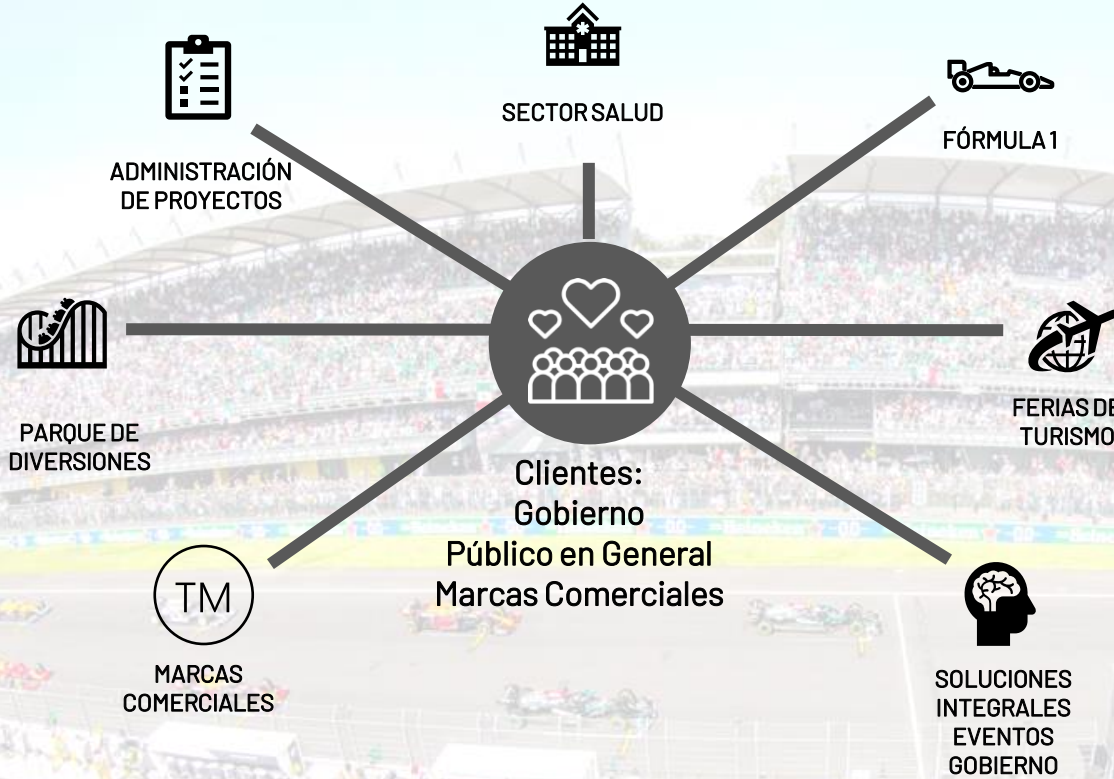 SECTOR SALUD
FÓRMULA 1
ADMINISTRACIÓN
DE PROYECTOS
FERIAS DE
TURISMO
PARQUE DE
DIVERSIONES
Clientes:
Gobierno
Público en General
Marcas Comerciales
TM
MARCAS
COMERCIALES
SOLUCIONES
INTEGRALES
EVENTOS
GOBIERNO